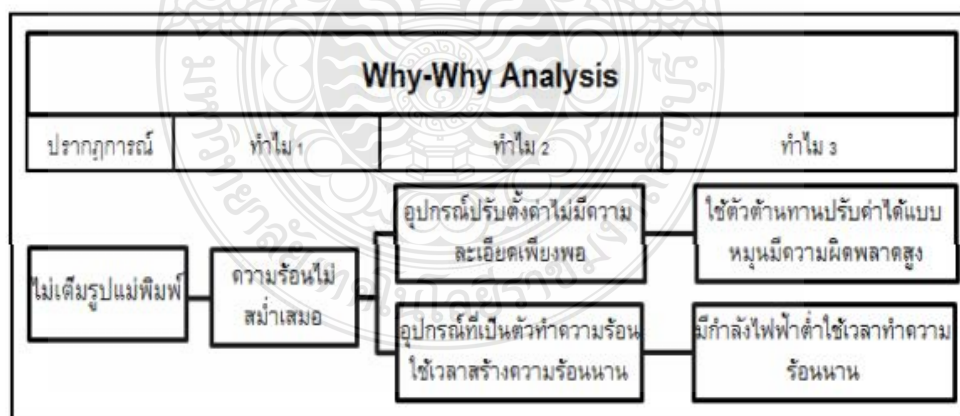 Why-Why Analysis
ปรากฏการณ์ ทำไม 1 ทำไม 2 ทำไม 3
ไม่เต็มรูปแม่พิมพ์
ความร้อนไม่
สม่ำเสมอ
อุปกรณ์ปรับตั้งค่าไม่มีความ
ละเอียดเพียงพอ
ใช้ตัวต้านทานปรับค่าได้แบบ
หมุนมีความผิดพลาดสูง
อุปกรณ์ที่เป็นตัวทำความร้อน
ใช้เวลาสร้างความร้อนนาน
มีกำลังไฟฟ้าต่ำใช้เวลาทำความ
ร้อนนาน